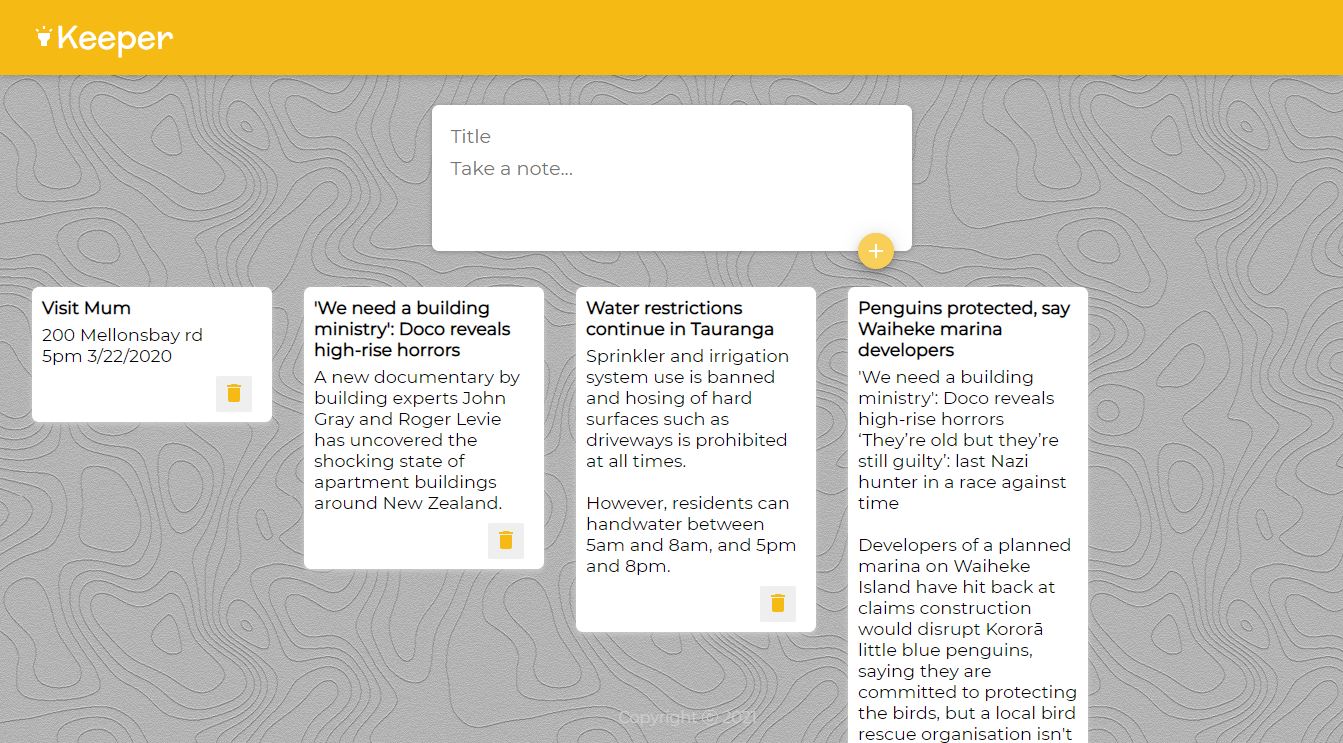 Keeper
Title
Take a note...
Visit Mum
200 Mellonsbay rd
5pm 3/22/2020
'We need a building
ministry': Doco reveals
high-rise horrors
A new documentary by
building experts John
Gray and Roger Levie
has uncovered the
shocking state of
apartment buildings
around New Zealand.
Water restrictions
continue in Tauranga
Sprinkler and irrigation
system use is banned
and hosing of hard
surfaces such as
driveways is prohibited
at all times.
However, residents can
handwater between
5am and 8am, and 5pm
and 8pm.
Penguins protected, say
Waiheke marina
developers
'We need a building
ministry': Doco reveals
high-rise horrors
‘They’re old but they’re
still guilty’: last Nazi
hunter in a race against
time
Developers of a planned
marina on Waiheke
Island have hit back at
claims construction
would disrupt Kororā
little blue penguins,
saying they are
committed to protecting
the birds, but a local bird
rescue organisation isn't
Copyright © 2021